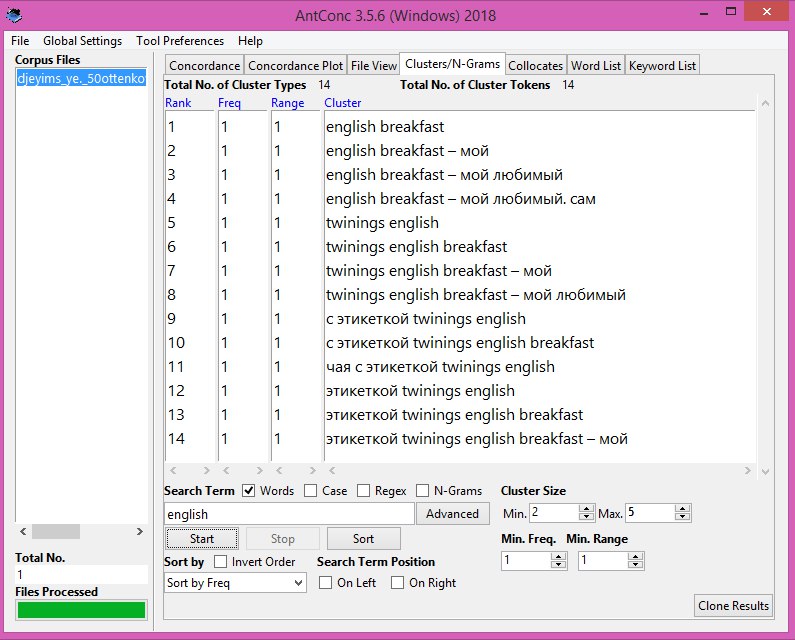 AntConc 3.5.6 (Windows) 2018
File Global Settings Tool Preferences Help
Corpus Files
djeyims_ye._50ottenko
Total No.
1
Files Processed
Concordance Concordance Plot File View Clusters/N-Grams Collocates Word List Keyword List
Total No. of Cluster Types 14 Total No. of Cluster Tokens 14
Rank Freq Range Cluster
1 1 1 english breakfast
2 1 1 english breakfast – мой
3 1 1 english breakfast – мой любимый
4 1 1 english breakfast – мой любимый. сам
5 1 1 twinings english
6 1 1 twinings english breakfast
7 1 1 twinings english breakfast – мой
8 1 1 twinings english breakfast – мой любимый
9 1 1 с этикеткой twinings english
10 1 1 с этикеткой twinings english breakfast
11 1 1 чая с этикеткой twinings english
12 1 1 этикеткой twinings english
13 1 1 этикеткой twinings english breakfast
14 1 1 этикеткой twinings english breakfast – мой
Search Term Words Case Regex N-Grams Cluster Size
english Advanced Min. 2 Max. 5
Start Stop Sort Min. Freq. Min. Range
Sort by Invert Order Search Term Position 1 1
Sort by Freq On Left On Right
Clone Results